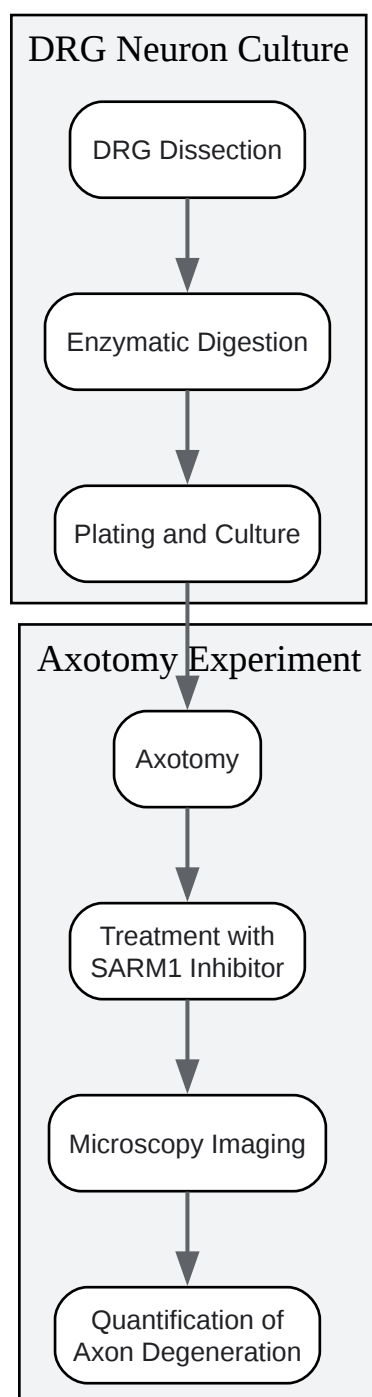 DRG Neuron Culture
DRG Dissection
Enzymatic Digestion
Plating and Culture
Axotomy Experiment
Axotomy
Treatment with
SARM1 Inhibitor
Microscopy Imaging
Quantification of
Axon Degeneration